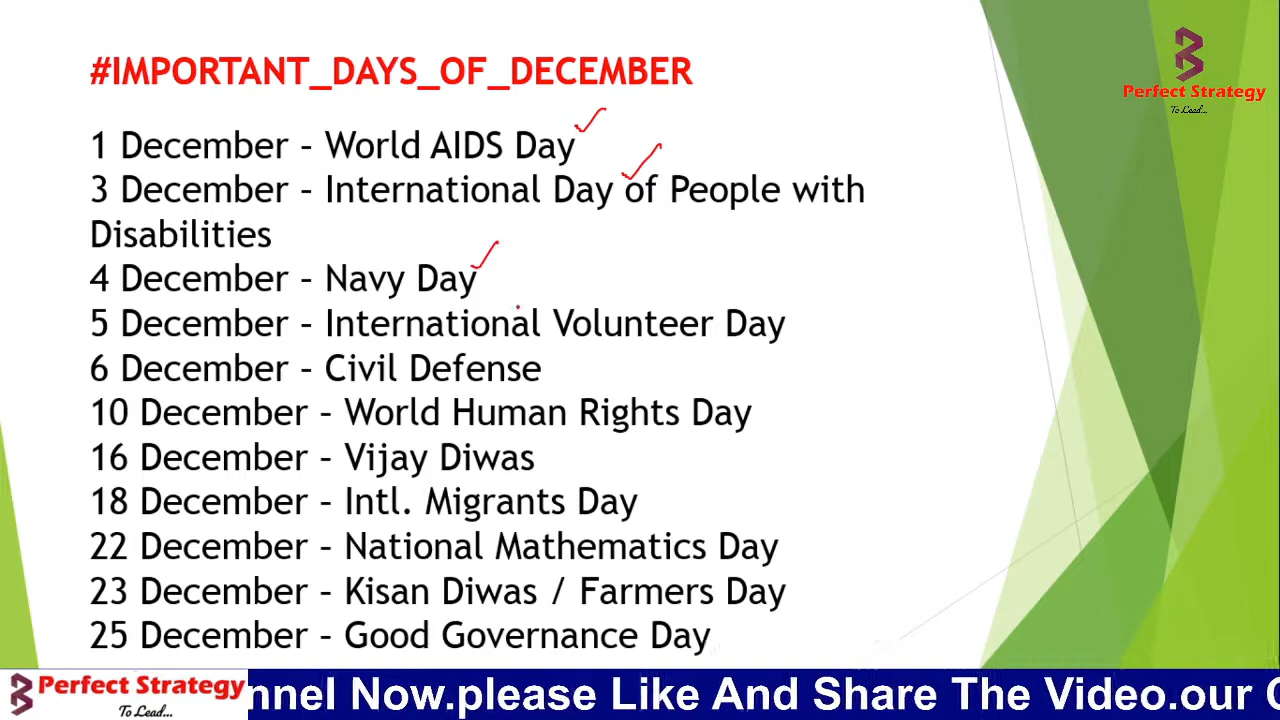 #IMPORTANT_DAYS_OF_DECEMBER
Perfect Strategy
To Lead...
1 December – World AIDS Day
3 December – International Day of People with
Disabilities
4 December – Navy Day
5 December – International Volunteer Day
6 December – Civil Defense
10 December – World Human Rights Day
16 December – Vijay Diwas
18 December – Intl. Migrants Day
22 December – National Mathematics Day
23 December – Kisan Diwas / Farmers Day
25 December – Good Governance Day
Perfect Strategy
To Lead...
nnel Now.please Like And Share The Video.our